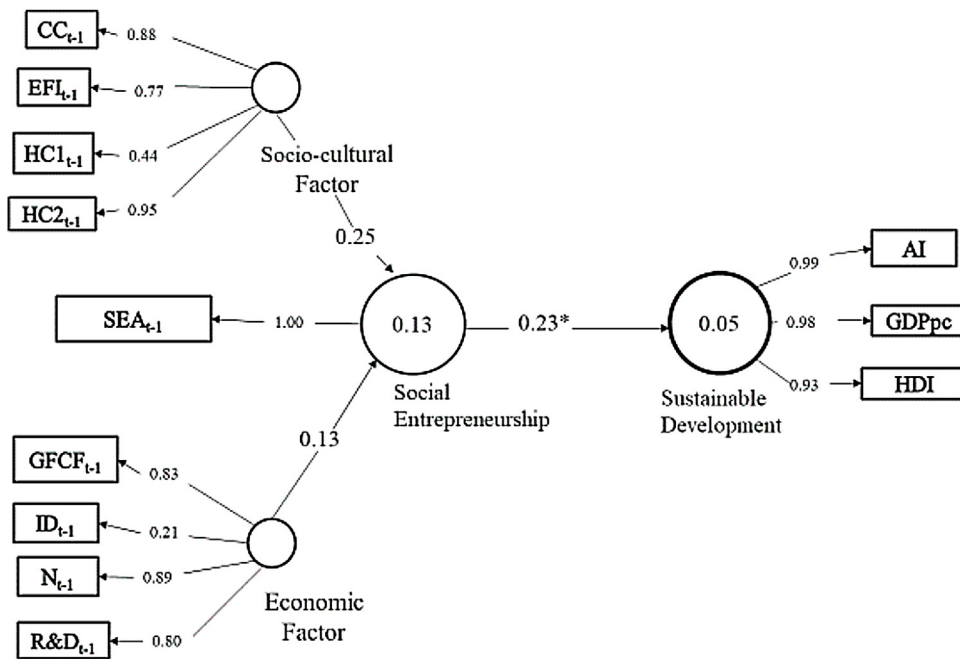 CCt-1
0.88
EFIt-1
0.77
HC1t-1
0.44
HC2t-1
0.95
Socio-cultural
Factor
0.25
SEAt-1
1.00
0.13
Social
Entrepreneurship
0.23*
0.05
Sustainable
Development
0.99
AI
0.98
GDPpc
0.93
HDI
0.13
GFCFt-1
0.83
IDt-1
0.21
Nt-1
0.89
R&Dt-1
0.80
Economic
Factor